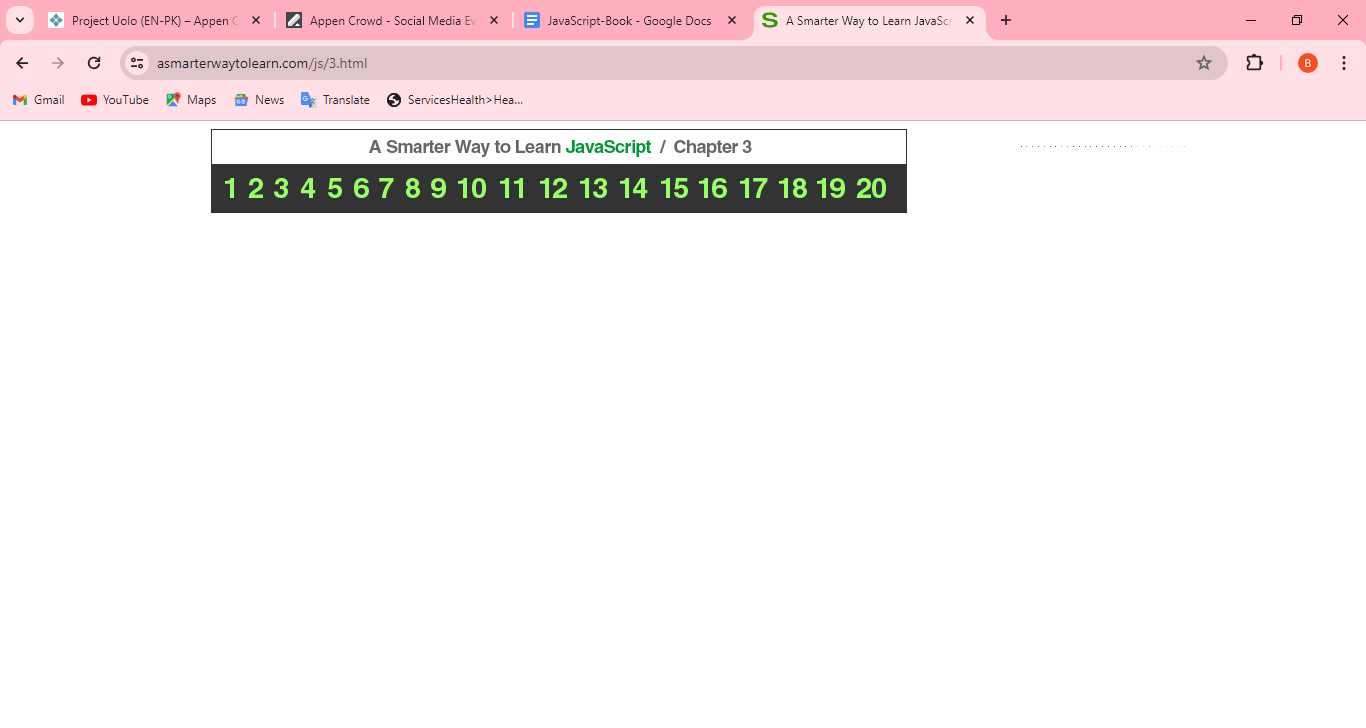 Project Uolo (EN-PK) – Appen C
Appen Crowd - Social Media Ev
JavaScript-Book - Google Docs
A Smarter Way to Learn JavaScr
asmarterwaytolearn.com/js/3.html
B
Gmail
YouTube
Maps
News
Translate
ServicesHealth>Hea...
A Smarter Way to Learn JavaScript / Chapter 3
1 2 3 4 5 6 7 8 9 10 11 12 13 14 15 16 17 18 19 20